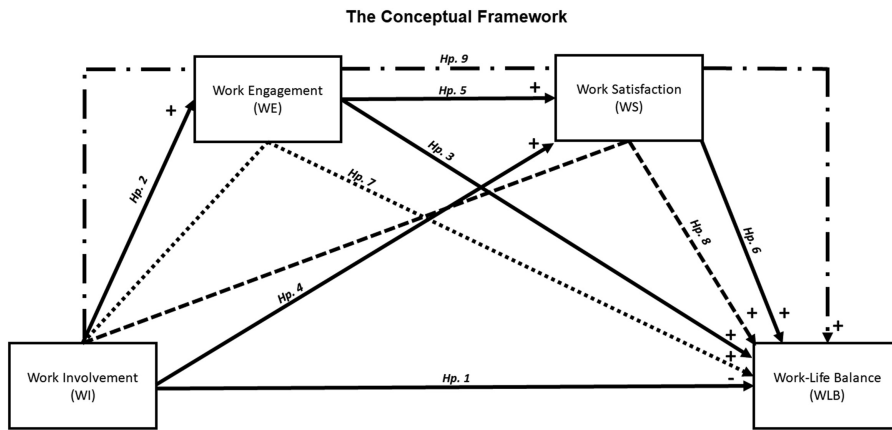 The Conceptual Framework
Hp. 9
Work Engagement
(WE)
Hp. 5
+
Work Satisfaction
(WS)
+
+
Hp. 2
Hp. 7
Hp. 3
Hp. 8
Hp. 6
Hp. 4
+
+
+
+
+
-
Work Involvement
(WI)
Hp. 1
Work-Life Balance
(WLB)